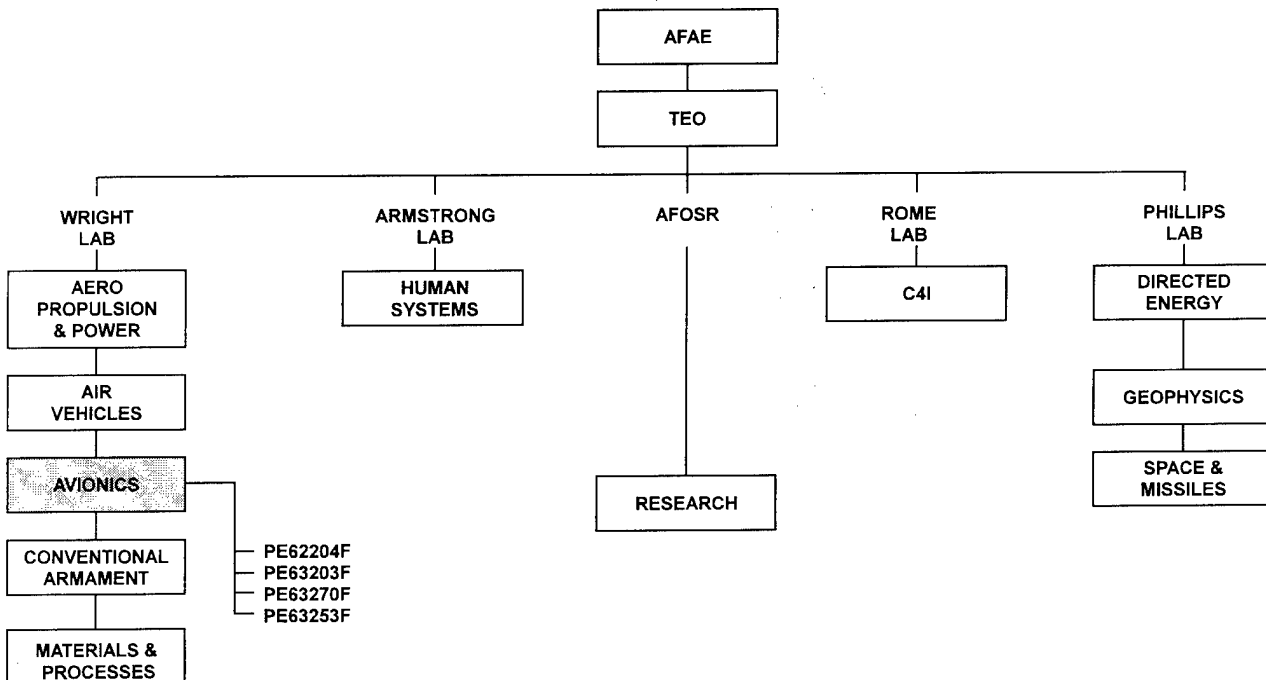 AFAE
TEO
WRIGHT
LAB
AERO
PROPULSION
& POWER
AIR
VEHICLES
AVIONICS
PE62204F
PE63203F
PE63270F
PE63253F
CONVENTIONAL
ARMAMENT
MATERIALS &
PROCESSES
ARMSTRONG
LAB
HUMAN
SYSTEMS
AFOSR
RESEARCH
ROME
LAB
C4I
PHILLIPS
LAB
DIRECTED
ENERGY
GEOPHYSICS
SPACE &
MISSILES